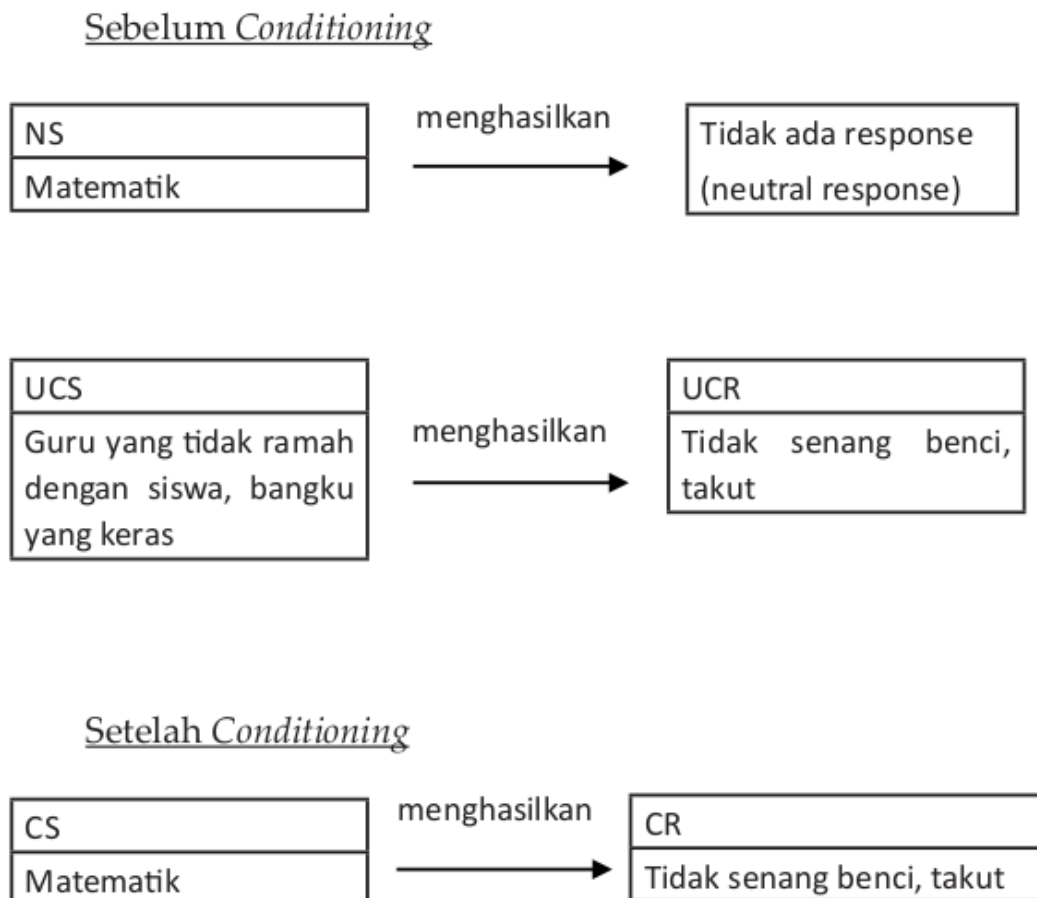 Sebelum Conditioning
NS
menghasilkan
Tidak ada response
Matematik
(neutral response)
UCS
menghasilkan
UCR
Guru yang tidak ramah
dengan siswa, bangku
yang keras
Tidak senang benci,
takut
Setelah Conditioning
CS
menghasilkan
CR
Matematik
Tidak senang benci, takut